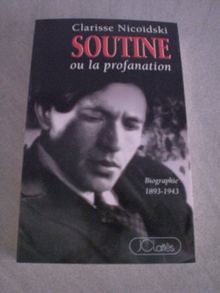 Clarisse Nicoïdski
SOUTINE
ou la profanation
Biographie
1893-1943
JC Lattès